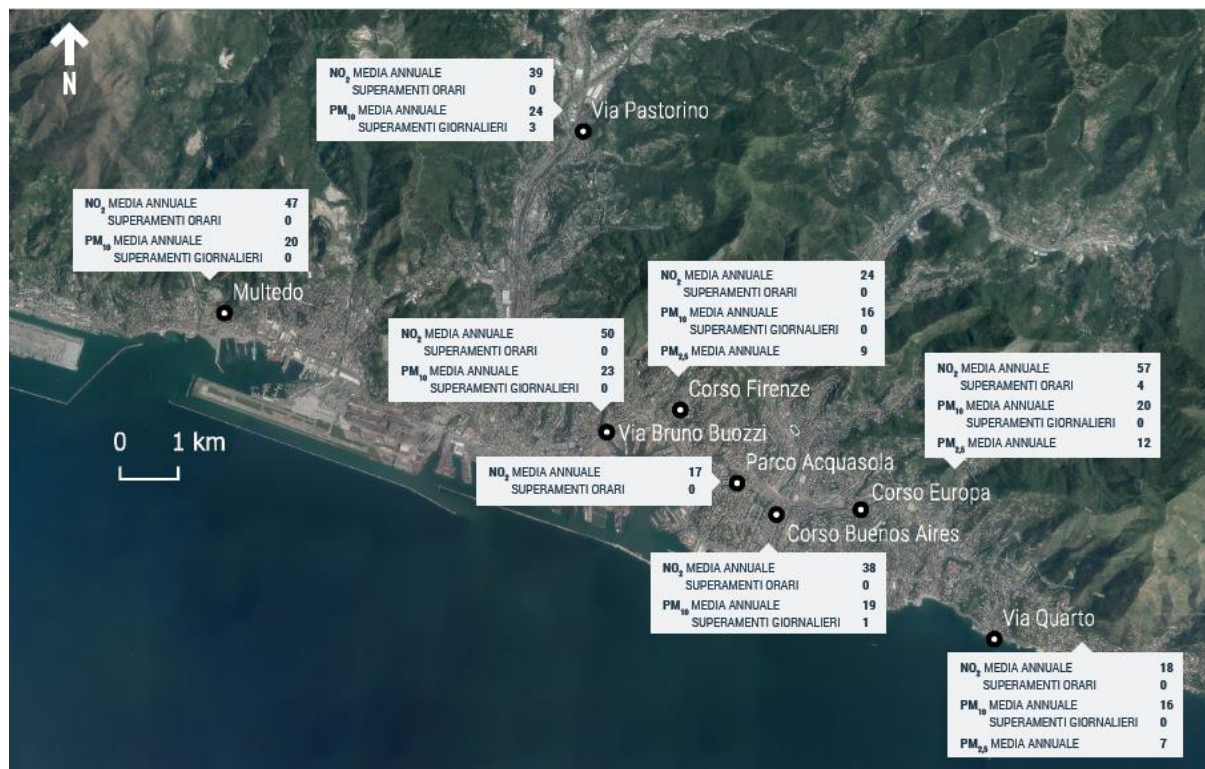 N
NO₂ MEDIA ANNUALE 39
SUPERAMENTI ORARI 0
PM₁₀ MEDIA ANNUALE 24
SUPERAMENTI GIORNALIERI 3
Via Pastorino
NO₂ MEDIA ANNUALE 47
SUPERAMENTI ORARI 0
PM₁₀ MEDIA ANNUALE 20
SUPERAMENTI GIORNALIERI 0
Multedo
NO₂ MEDIA ANNUALE 24
SUPERAMENTI ORARI 0
PM₁₀ MEDIA ANNUALE 16
SUPERAMENTI GIORNALIERI 0
PM₂,₅ MEDIA ANNUALE 9
Corso Firenze
NO₂ MEDIA ANNUALE 50
SUPERAMENTI ORARI 0
PM₁₀ MEDIA ANNUALE 23
SUPERAMENTI GIORNALIERI 0
Via Bruno Buozzi
NO₂ MEDIA ANNUALE 57
SUPERAMENTI ORARI 4
PM₁₀ MEDIA ANNUALE 20
SUPERAMENTI GIORNALIERI 0
PM₂,₅ MEDIA ANNUALE 12
Corso Europa
0 1 km
NO₂ MEDIA ANNUALE 17
SUPERAMENTI ORARI 0
Parco Acquasola
Corso Buenos Aires
NO₂ MEDIA ANNUALE 38
SUPERAMENTI ORARI 0
PM₁₀ MEDIA ANNUALE 19
SUPERAMENTI GIORNALIERI 1
Via Quarto
NO₂ MEDIA ANNUALE 18
SUPERAMENTI ORARI 0
PM₁₀ MEDIA ANNUALE 16
SUPERAMENTI GIORNALIERI 0
PM₂,₅ MEDIA ANNUALE 7